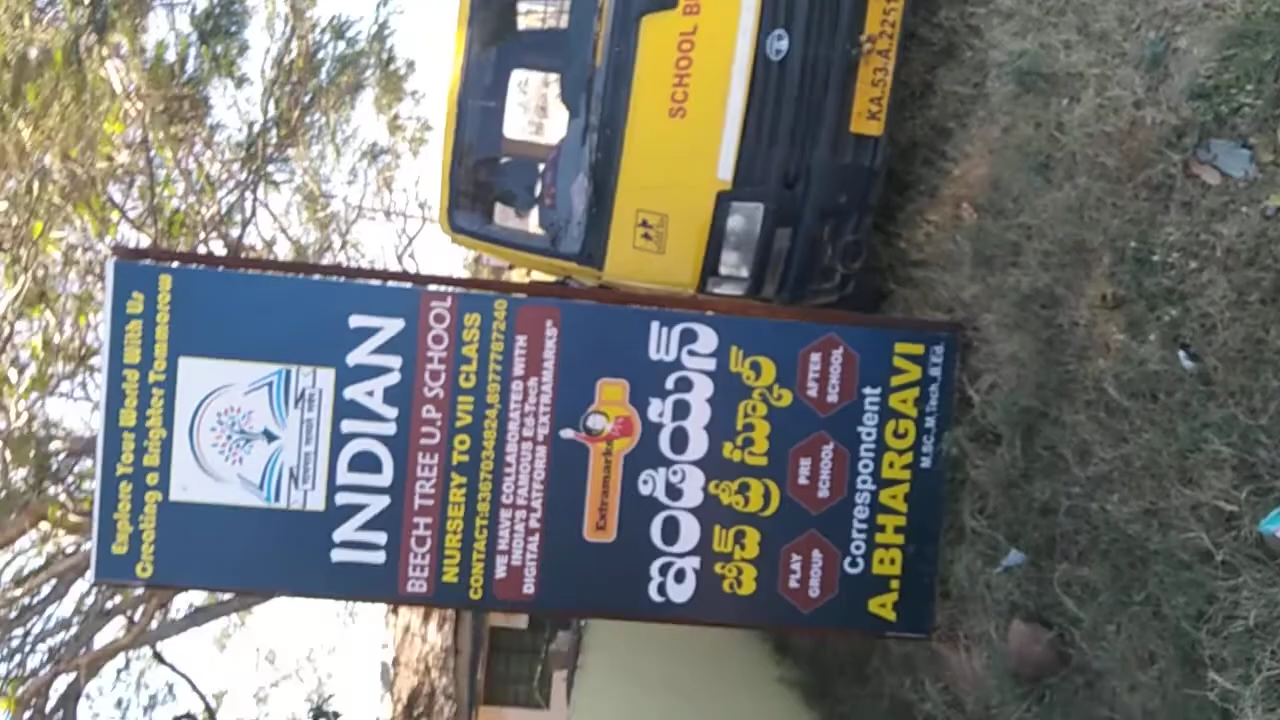 Explore Your World With Us
Creating a Brighter Tomorrow
INDIAN
BEECH TREE U.P SCHOOL
NURSERY TO VII CLASS
CONTACT:8367034824,8977787240
WE HAVE COLLABORATED WITH
INDIA'S FAMOUS Ed-Tech
DIGITAL PLATFORM "EXTRAMARKS"
Extramarks
ఇండియన్
బీచ్ ట్రీ స్కూల్
PLAY GROUP
PRE SCHOOL
AFTER SCHOOL
Correspondent
A.BHARGAVI
M.SC.,M.Tech.,B.Ed.
SCHOOL
KA.53.A.2251